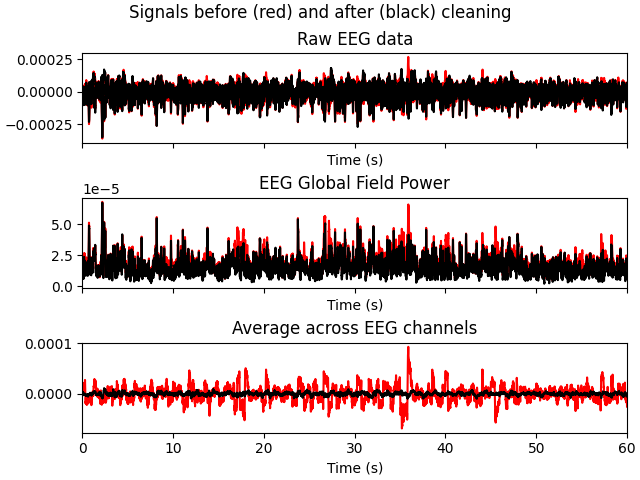 Signals before (red) and after (black) cleaning
Raw EEG data
0.00025
0.00000
−0.00025
Time (s)
EEG Global Field Power
1e−5
5.0
2.5
0.0
Time (s)
Average across EEG channels
0.0001
0.0000
0 10 20 30 40 50 60
Time (s)